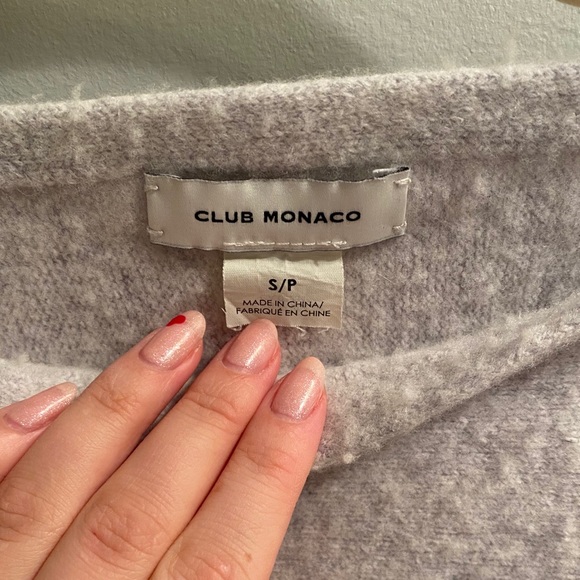 CLUB MONACO
S/P
MADE IN CHINA/
FABRIQUÉ EN CHINE